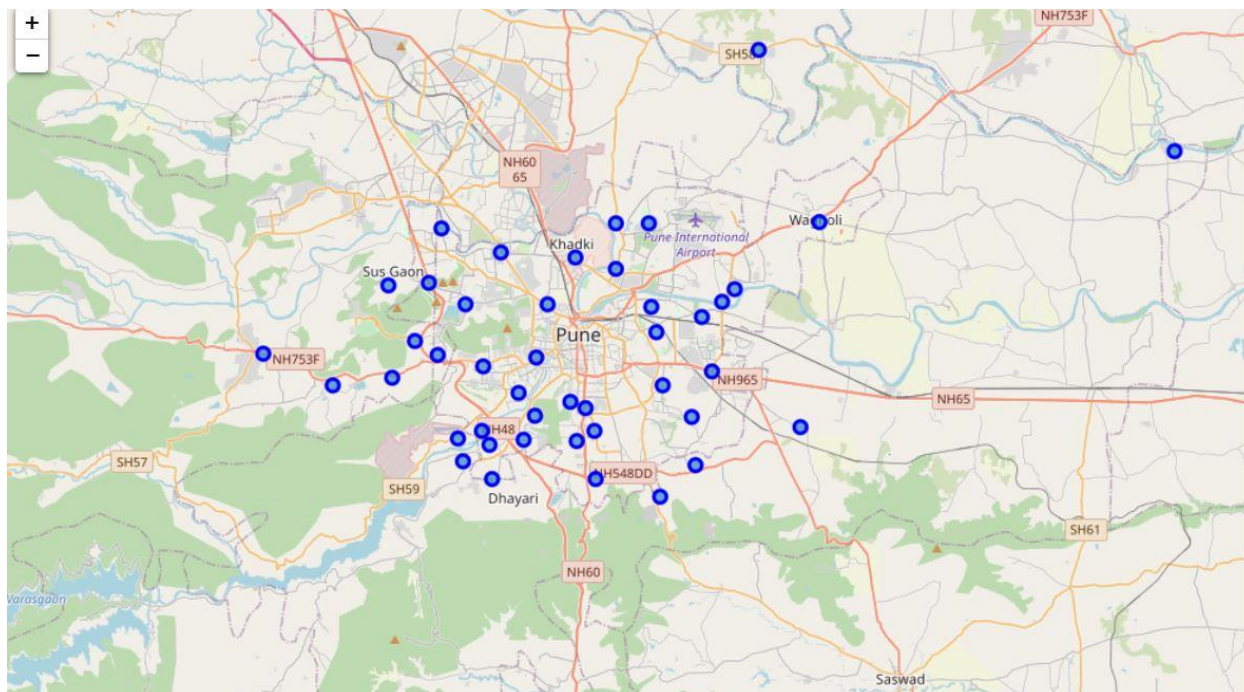 +
−
NH753F
SH58
NH60
65
Khadki
Wagholi
Pune International
Airport
Sus Gaon
Pune
NH753F
NH965
NH65
NH48
SH57
NH548DD
SH59
Dhayari
SH61
NH60
Varasgaon
Saswad